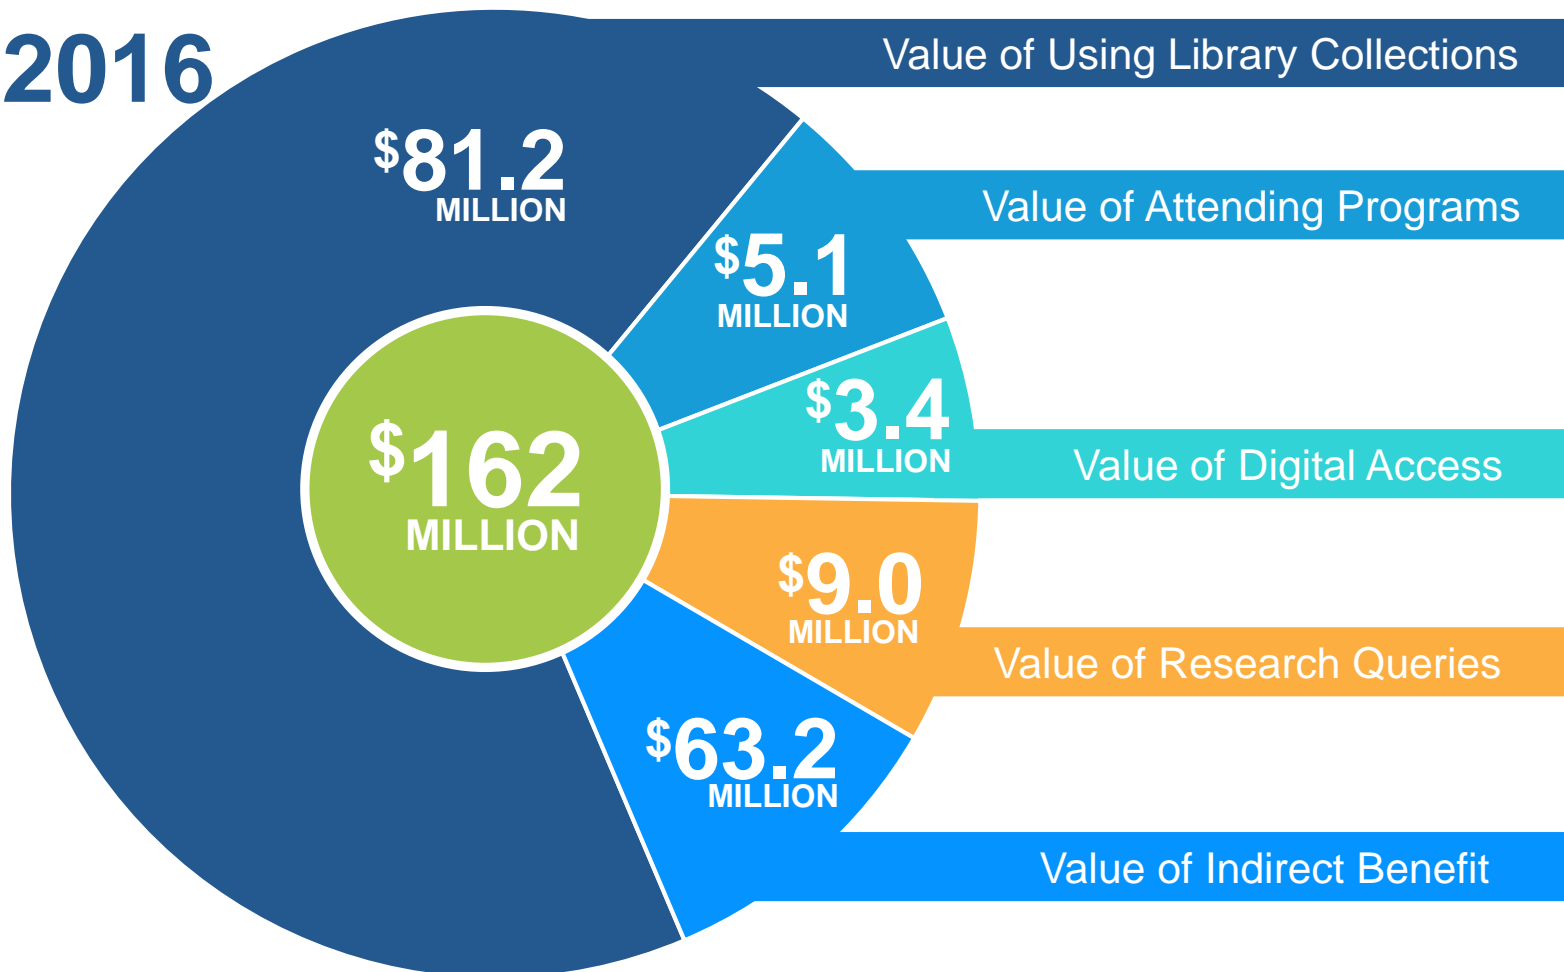 2016
Value of Using Library Collections
$81.2
MILLION
Value of Attending Programs
$5.1
MILLION
$3.4
MILLION
Value of Digital Access
$162
MILLION
$9.0
MILLION
Value of Research Queries
$63.2
MILLION
Value of Indirect Benefit